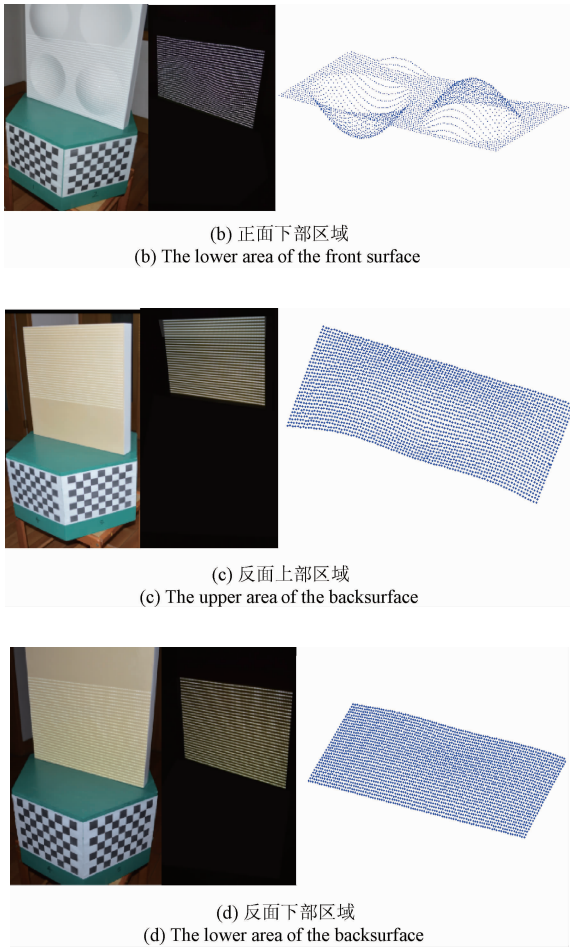 (b) 正面下部区域
(b) The lower area of the front surface
(c) 反面上部区域
(c) The upper area of the backsurface
(d) 反面下部区域
(d) The lower area of the backsurface